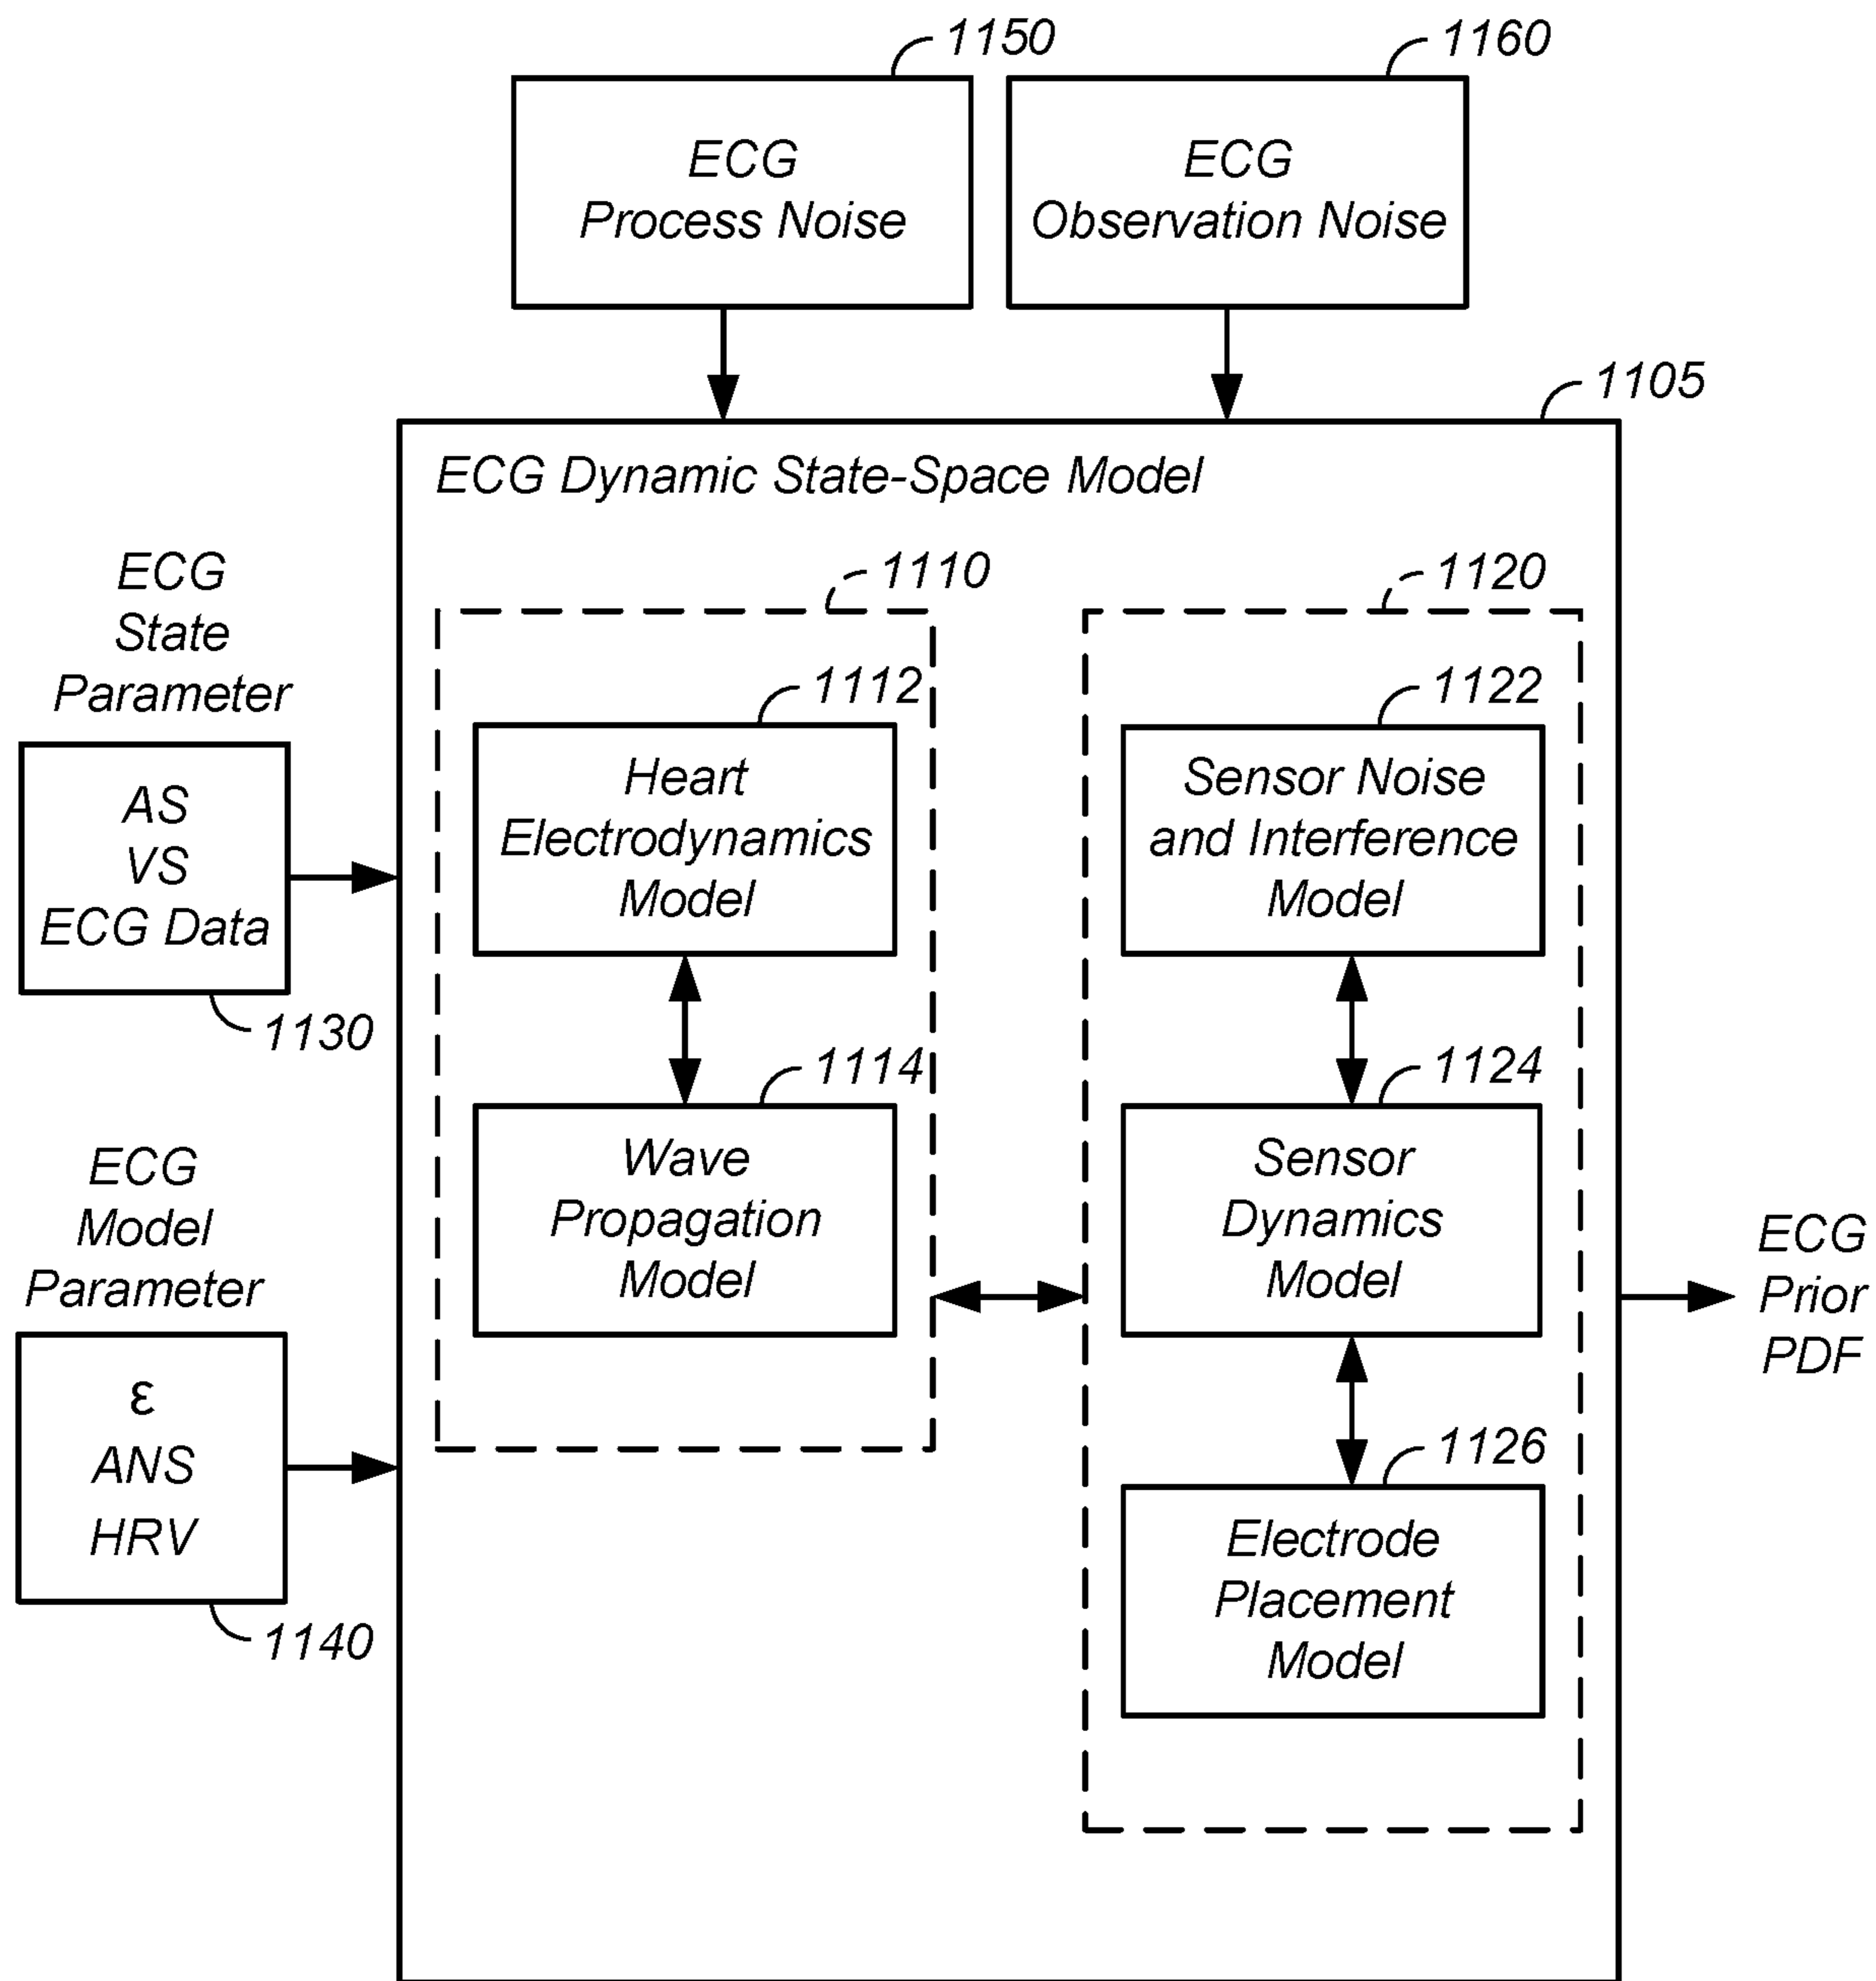 1150
1160
ECG
Process Noise
ECG
Observation Noise
1105
ECG Dynamic State-Space Model
ECG
State
Parameter
AS
VS
ECG Data
1130
ECG
Model
Parameter
ε
ANS
HRV
1140
1110
1112
Heart
Electrodynamics
Model
1114
Wave
Propagation
Model
1120
1122
Sensor Noise
and Interference
Model
1124
Sensor
Dynamics
Model
1126
Electrode
Placement
Model
ECG
Prior
PDF